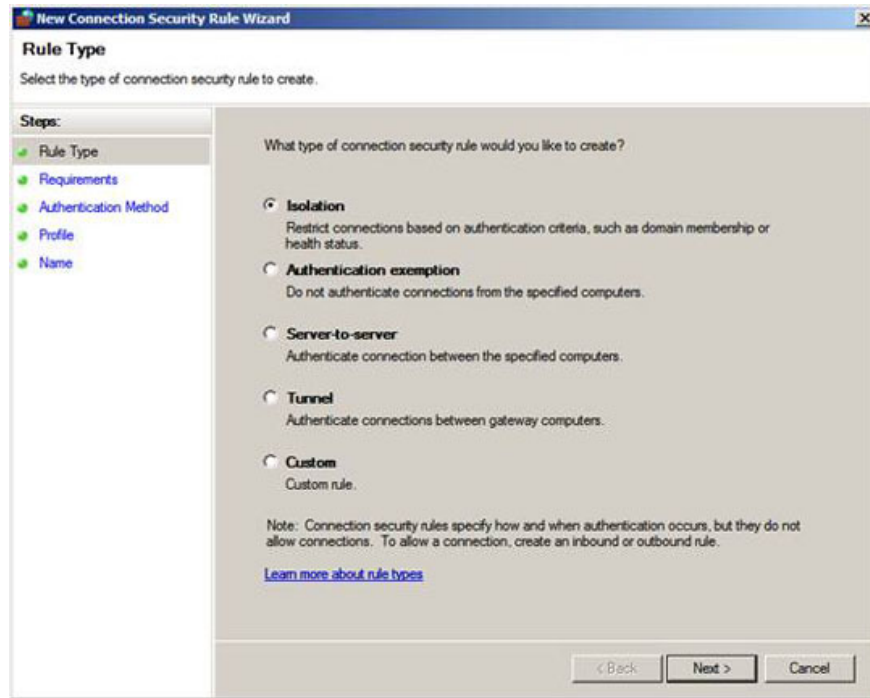 New Connection Security Rule Wizard
Rule Type
Select the type of connection security rule to create.
Steps:
Rule Type
Requirements
Authentication Method
Profile
Name
What type of connection security rule would you like to create?
Isolation
Restrict connections based on authentication criteria, such as domain membership or
health status.
Authentication exemption
Do not authenticate connections from the specified computers.
Server-to-server
Authenticate connection between the specified computers.
Tunnel
Authenticate connections between gateway computers.
Custom
Custom rule.
Note: Connection security rules specify how and when authentication occurs, but they do not
allow connections. To allow a connection, create an inbound or outbound rule.
Learn more about rule types
< Back
Next >
Cancel